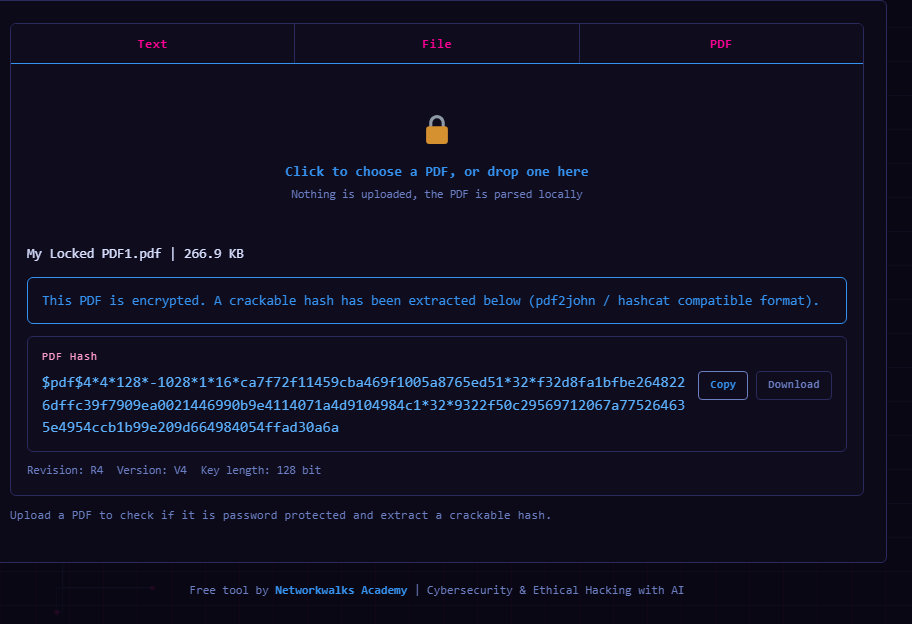 Text
File
PDF
Click to choose a PDF, or drop one here
Nothing is uploaded, the PDF is parsed locally
My Locked PDF1.pdf | 266.9 KB
This PDF is encrypted. A crackable hash has been extracted below (pdf2john / hashcat compatible format).
PDF Hash
$pdf$4*4*128*-1028*1*16*ca7f72f11459cba469f1005a8765ed51*32*f32d8fa1bfbe264822
6dffc39f7909ea0021446990b9e4114071a4d9104984c1*32*9322f50c29569712067a77526463
5e4954ccb1b99e209d664984054ffad30a6a
Copy
Download
Revision: R4 Version: V4 Key length: 128 bit
Upload a PDF to check if it is password protected and extract a crackable hash.
Free tool by Networkwalks Academy | Cybersecurity & Ethical Hacking with AI